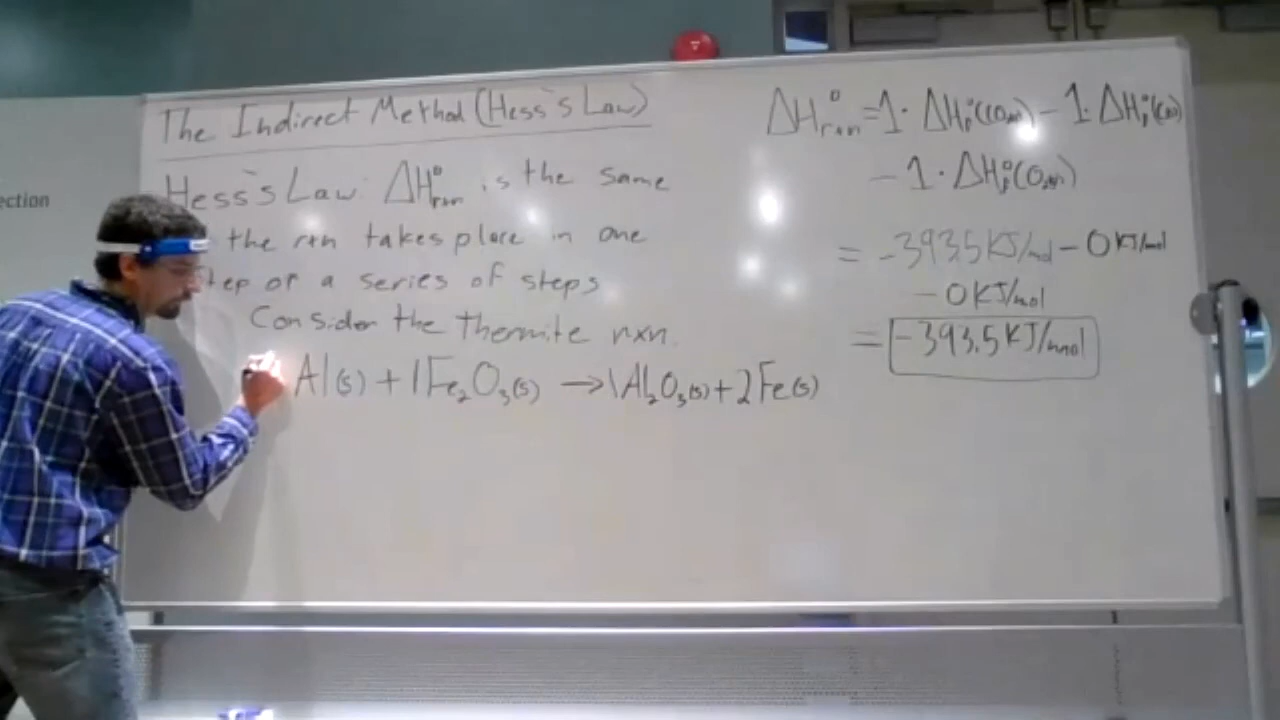 The Indirect Method (Hess's Law)
Hess's Law: ΔH°rxn is the same
the rxn takes place in one
step or a series of steps
Consider the Thermite rxn.
Al(s) + 1Fe₂O₃(s) → 1Al₂O₃(s) + 2Fe(s)
ΔH°rxn = 1·ΔH°f(CO₂(g)) − 1·ΔH°f(C(s))
− 1·ΔH°f(O₂(g))
= −393.5 KJ/mol − 0 KJ/mol
− 0 KJ/mol
= −393.5 KJ/mol
ection